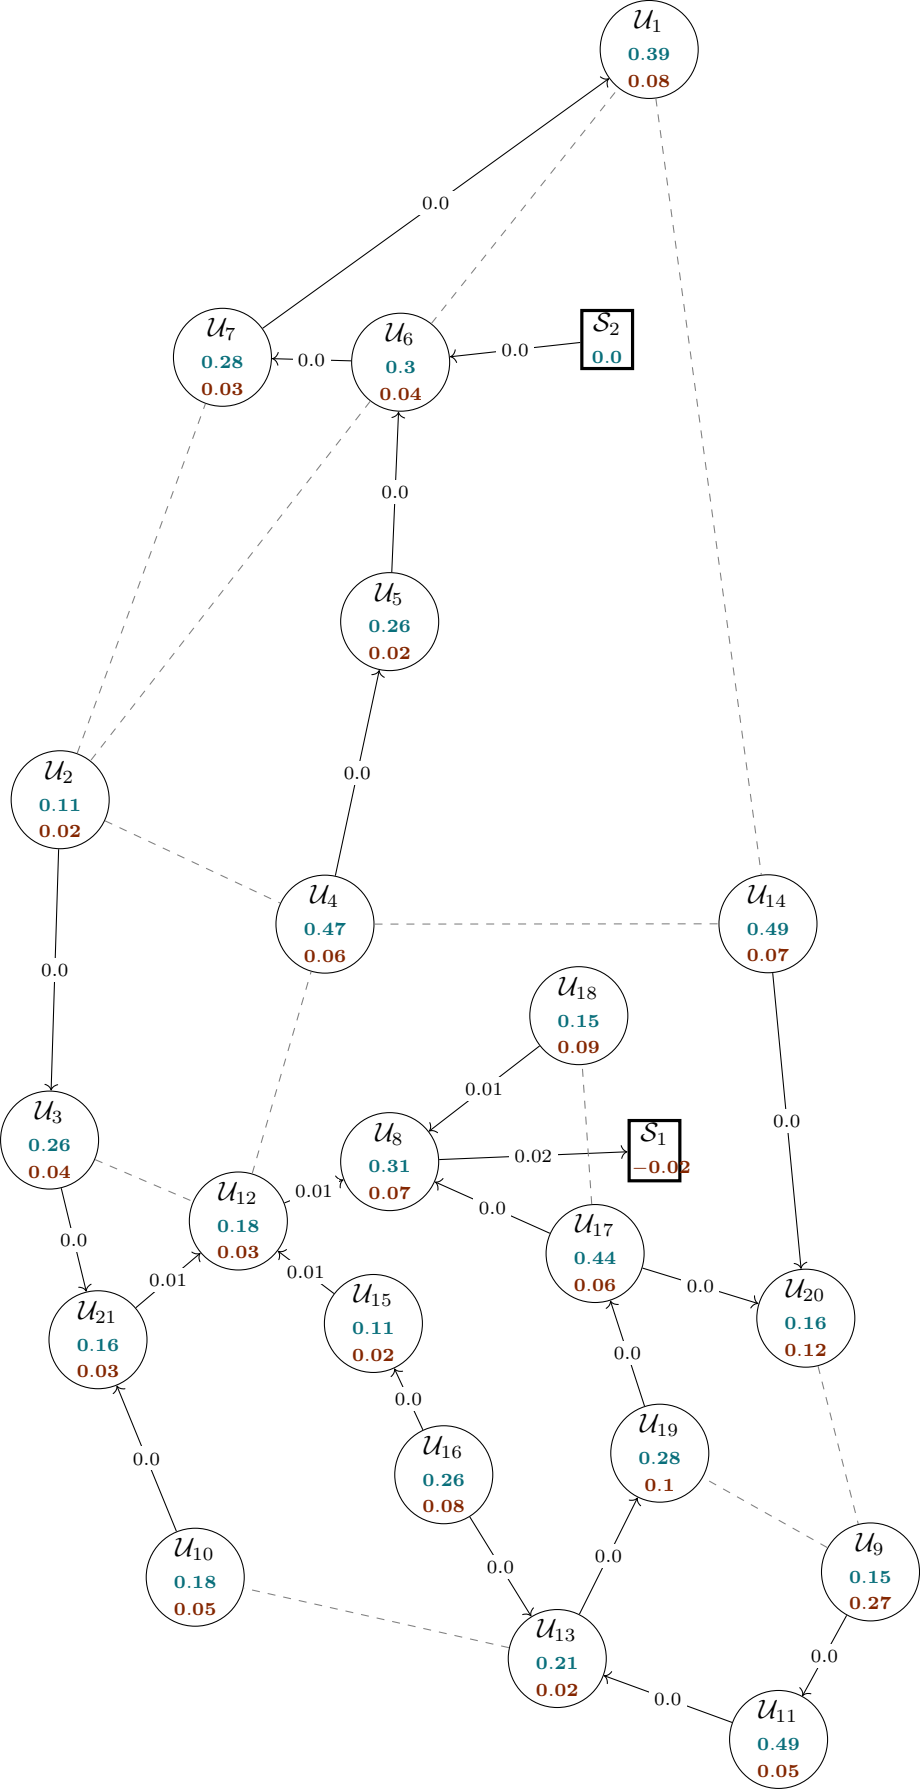 𝒰₁
0.39
0.08
0.0
𝒰₇
0.28
0.03
0.0
𝒰₆
0.3
0.04
0.0
𝒮₂
0.0
0.0
𝒰₅
0.26
0.02
0.0
𝒰₂
0.11
0.02
𝒰₄
0.47
0.06
𝒰₁₄
0.49
0.07
0.0
𝒰₁₈
0.15
0.09
0.01
0.0
𝒰₃
0.26
0.04
𝒰₈
0.31
0.07
0.02
𝒮₁
−0.02
𝒰₁₂
0.18
0.03
0.01
0.0
𝒰₁₇
0.44
0.06
0.0
0.01
0.01
0.0
𝒰₂₁
0.16
0.03
𝒰₁₅
0.11
0.02
𝒰₂₀
0.16
0.12
0.0
0.0
𝒰₁₉
0.28
0.1
𝒰₁₆
0.26
0.08
0.0
𝒰₁₀
0.18
0.05
0.0
0.0
𝒰₉
0.15
0.27
𝒰₁₃
0.21
0.02
0.0
0.0
𝒰₁₁
0.49
0.05